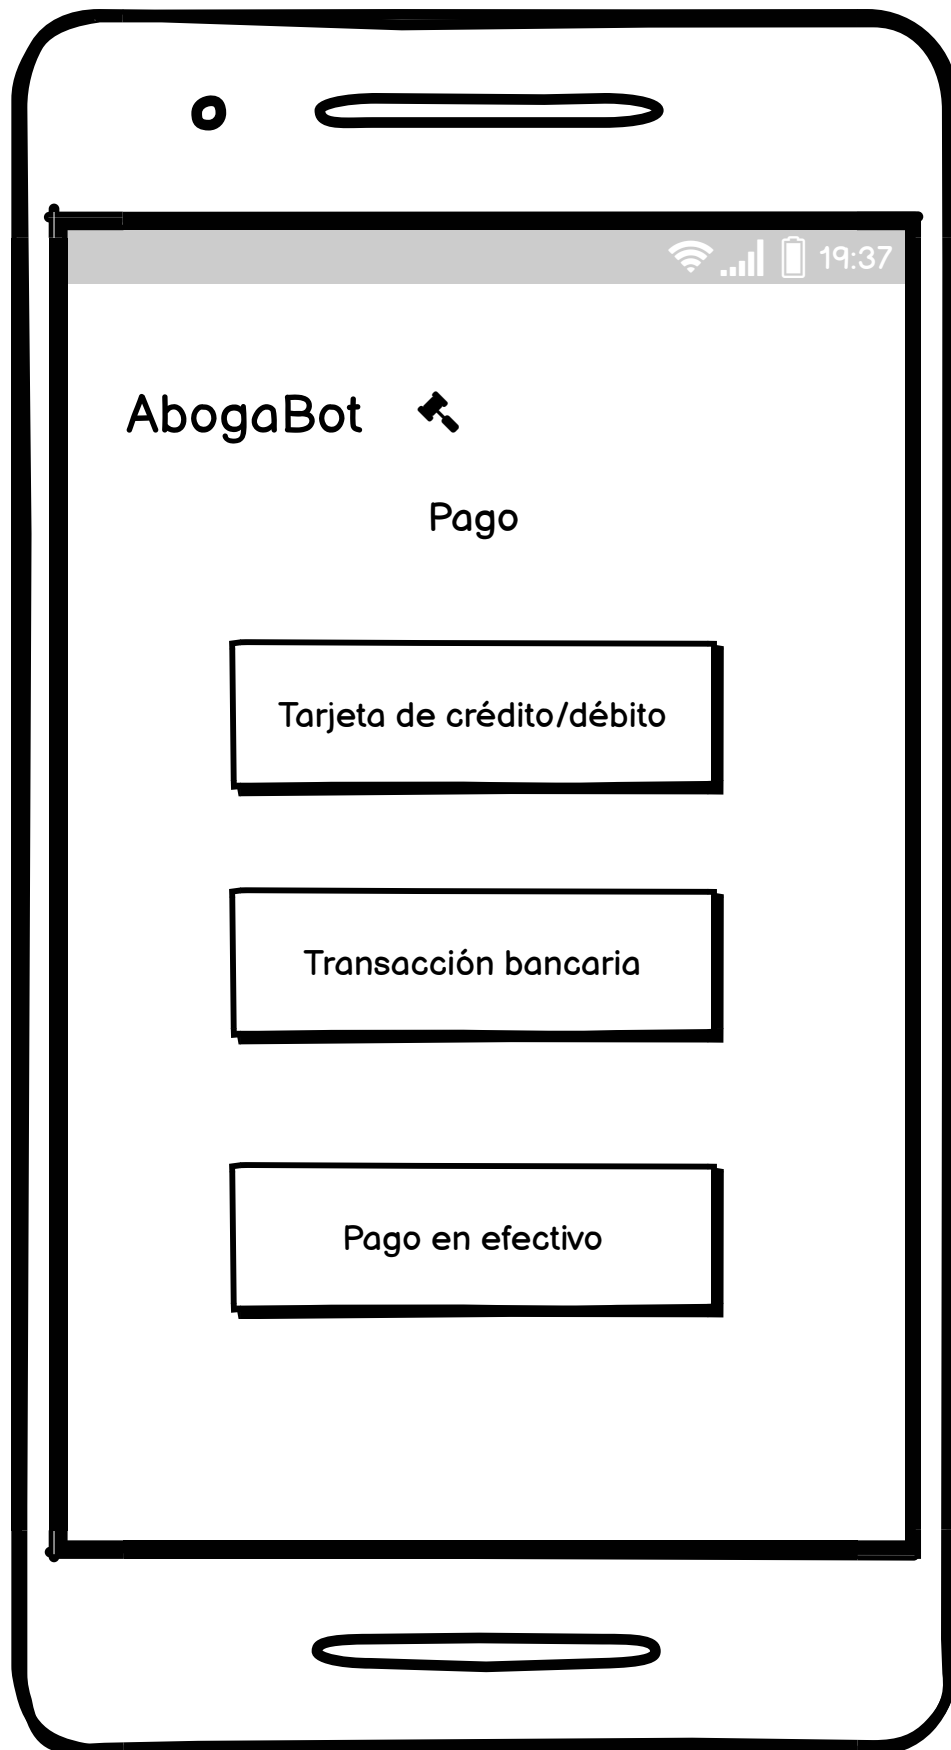 19:37
AbogaBot
Pago
Tarjeta de crédito/débito
Transacción bancaria
Pago en efectivo